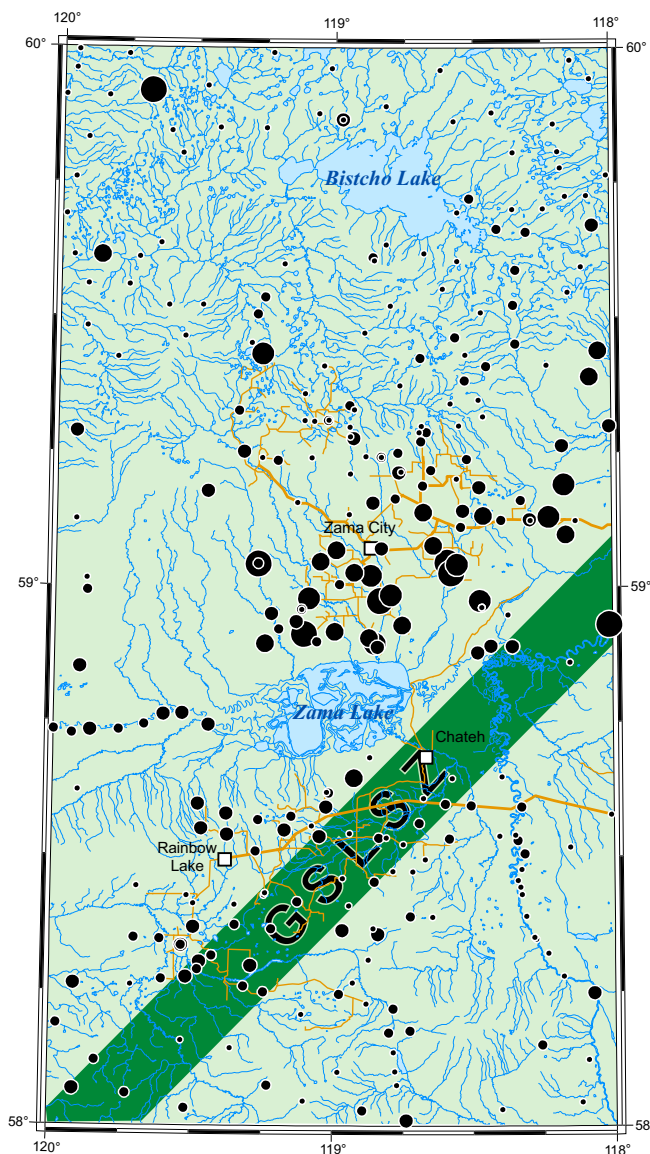 120° 119° 118°
60° 60°
Bistcho Lake
Zama City
59° 59°
Zama Lake
Chateh
GSLSZ
Rainbow
Lake
58° 58°
120° 119° 118°